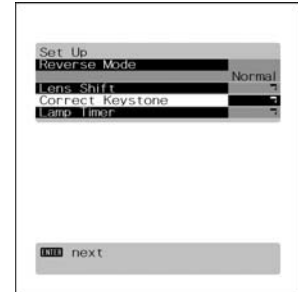 Set Up
Reverse Mode
Normal
Lens Shift
Correct Keystone
Lamp Timer
ENTER next